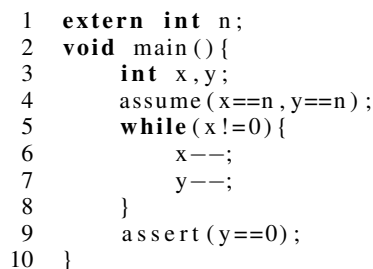 1 extern int n;
2 void main(){
3 int x,y;
4 assume(x==n,y==n);
5 while(x!=0){
6 x--;
7 y--;
8 }
9 assert(y==0);
10 }